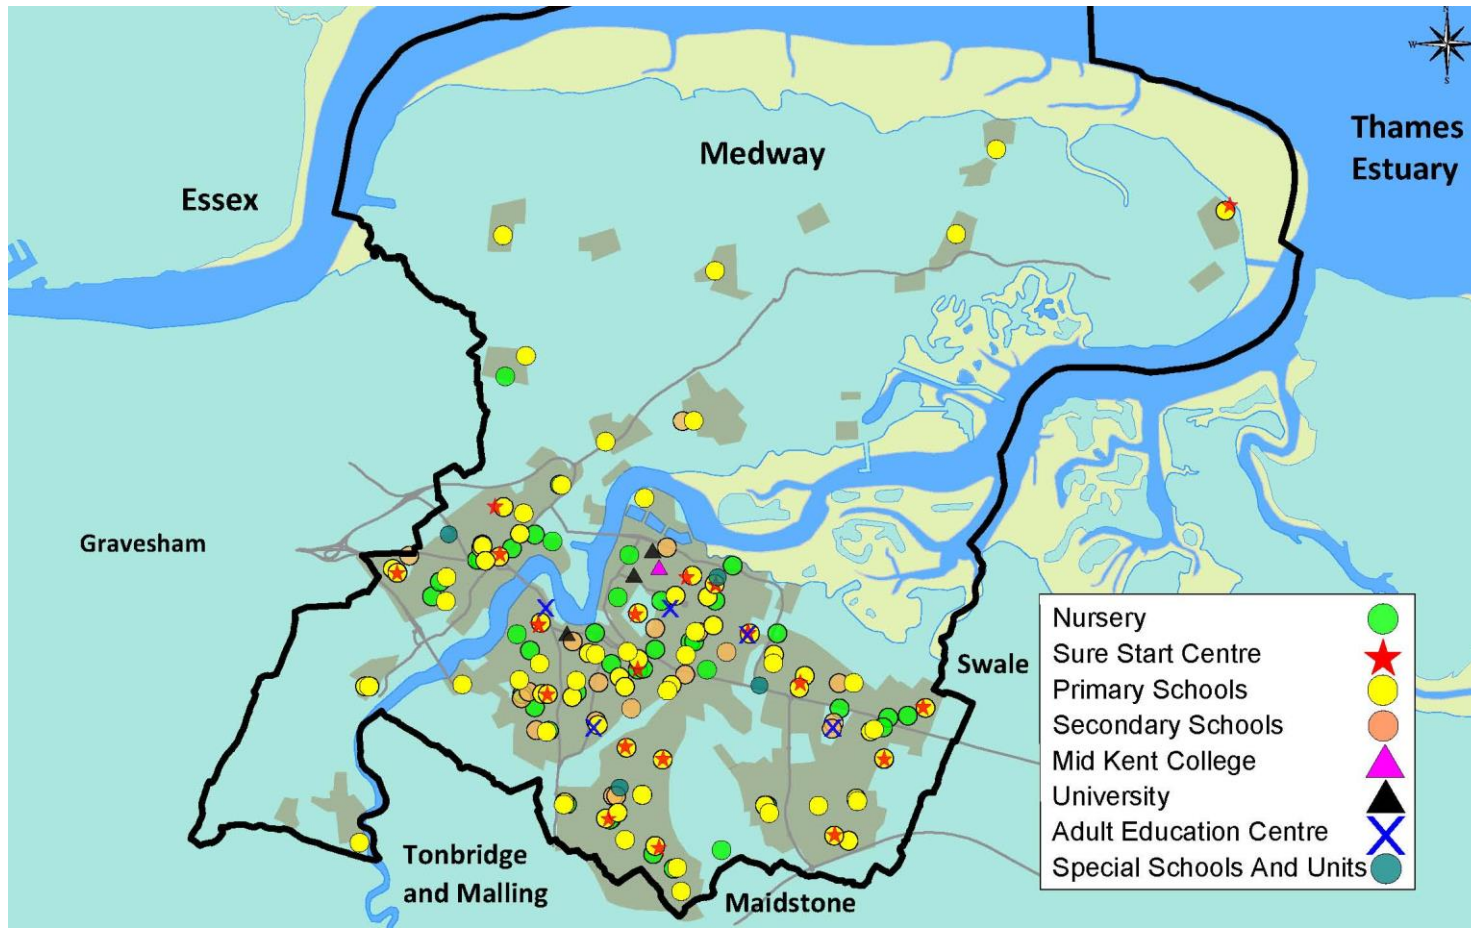 N
W
S
Thames
Estuary
Medway
Essex
Gravesham
Swale
Tonbridge
and Malling
Maidstone
Nursery
Sure Start Centre
Primary Schools
Secondary Schools
Mid Kent College
University
Adult Education Centre
Special Schools And Units